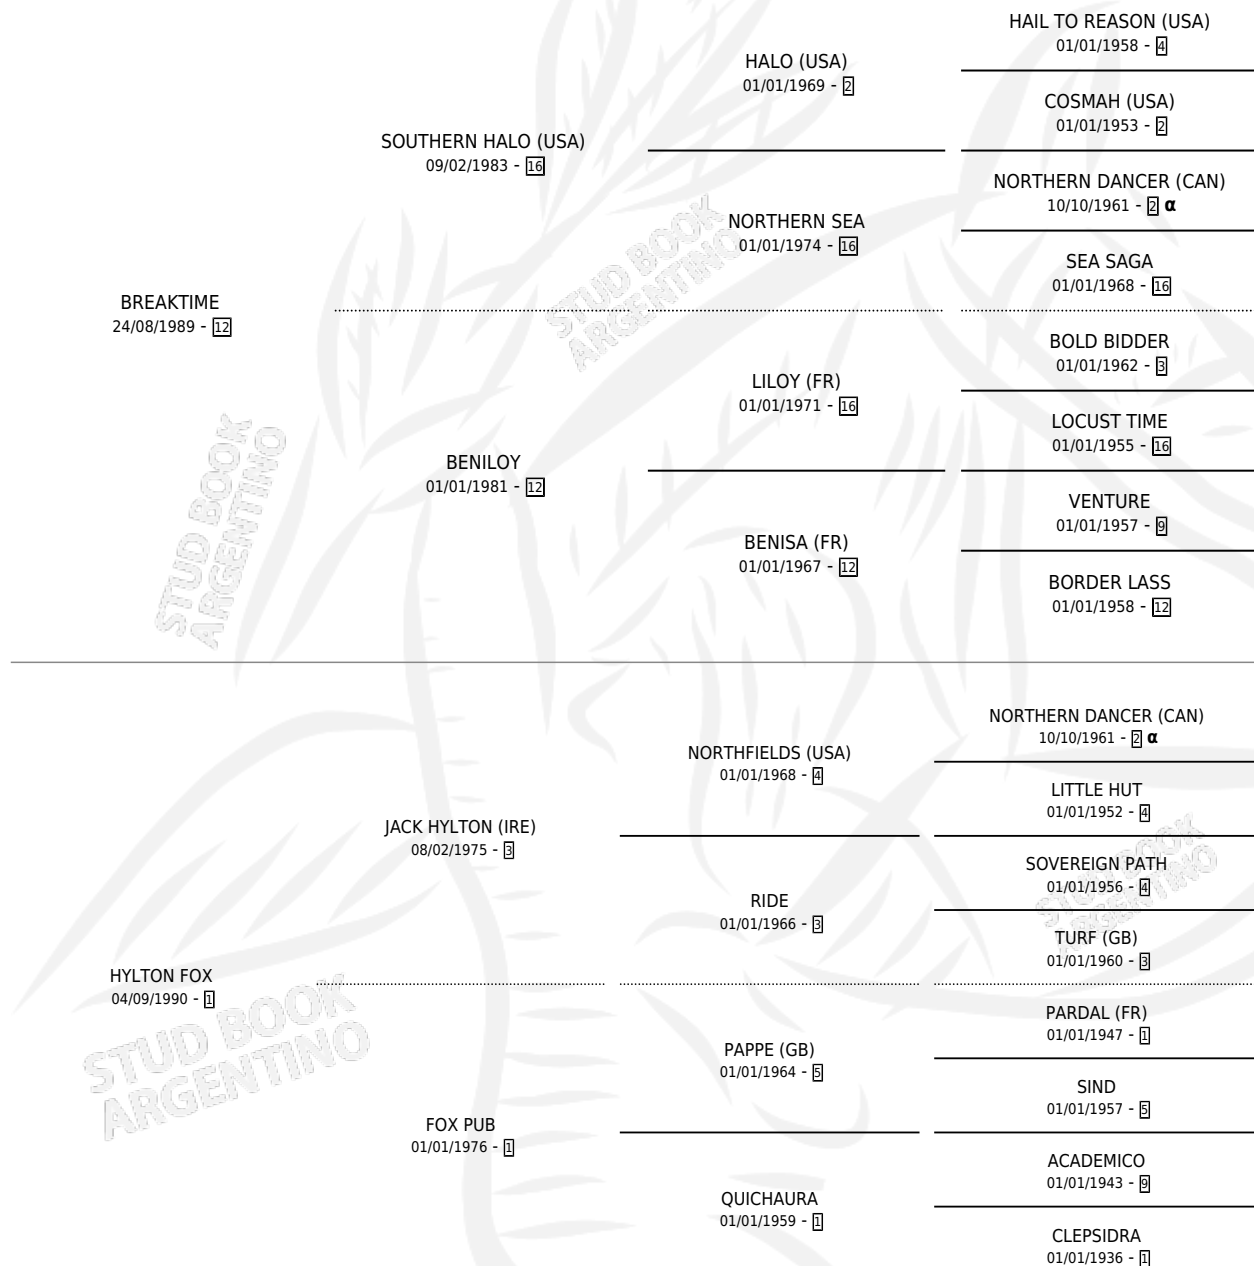 HAIL TO REASON (USA)
01/01/1958 - 4
HALO (USA)
01/01/1969 - 2
COSMAH (USA)
01/01/1953 - 2
SOUTHERN HALO (USA)
09/02/1983 - 16
NORTHERN DANCER (CAN)
10/10/1961 - 2 α
NORTHERN SEA
01/01/1974 - 16
SEA SAGA
01/01/1968 - 16
STUD BOOK
ARGENTINO
BREAKTIME
24/08/1989 - 12
BOLD BIDDER
01/01/1962 - 3
LILOY (FR)
01/01/1971 - 16
LOCUST TIME
01/01/1955 - 16
BENILOY
01/01/1981 - 12
VENTURE
01/01/1957 - 9
BENISA (FR)
01/01/1967 - 12
BORDER LASS
01/01/1958 - 12
STUD BOOK
ARGENTINO
NORTHERN DANCER (CAN)
10/10/1961 - 2 α
NORTHFIELDS (USA)
01/01/1968 - 4
LITTLE HUT
01/01/1952 - 4
JACK HYLTON (IRE)
08/02/1975 - 3
SOVEREIGN PATH
01/01/1956 - 4
RIDE
01/01/1966 - 3
TURF (GB)
01/01/1960 - 3
STUD BOOK
ARGENTINO
HYLTON FOX
04/09/1990 - 1
PARDAL (FR)
01/01/1947 - 1
PAPPE (GB)
01/01/1964 - 5
SIND
01/01/1957 - 5
FOX PUB
01/01/1976 - 1
ACADEMICO
01/01/1943 - 9
QUICHAURA
01/01/1959 - 1
CLEPSIDRA
01/01/1936 - 1
STUD BOOK
ARGENTINO